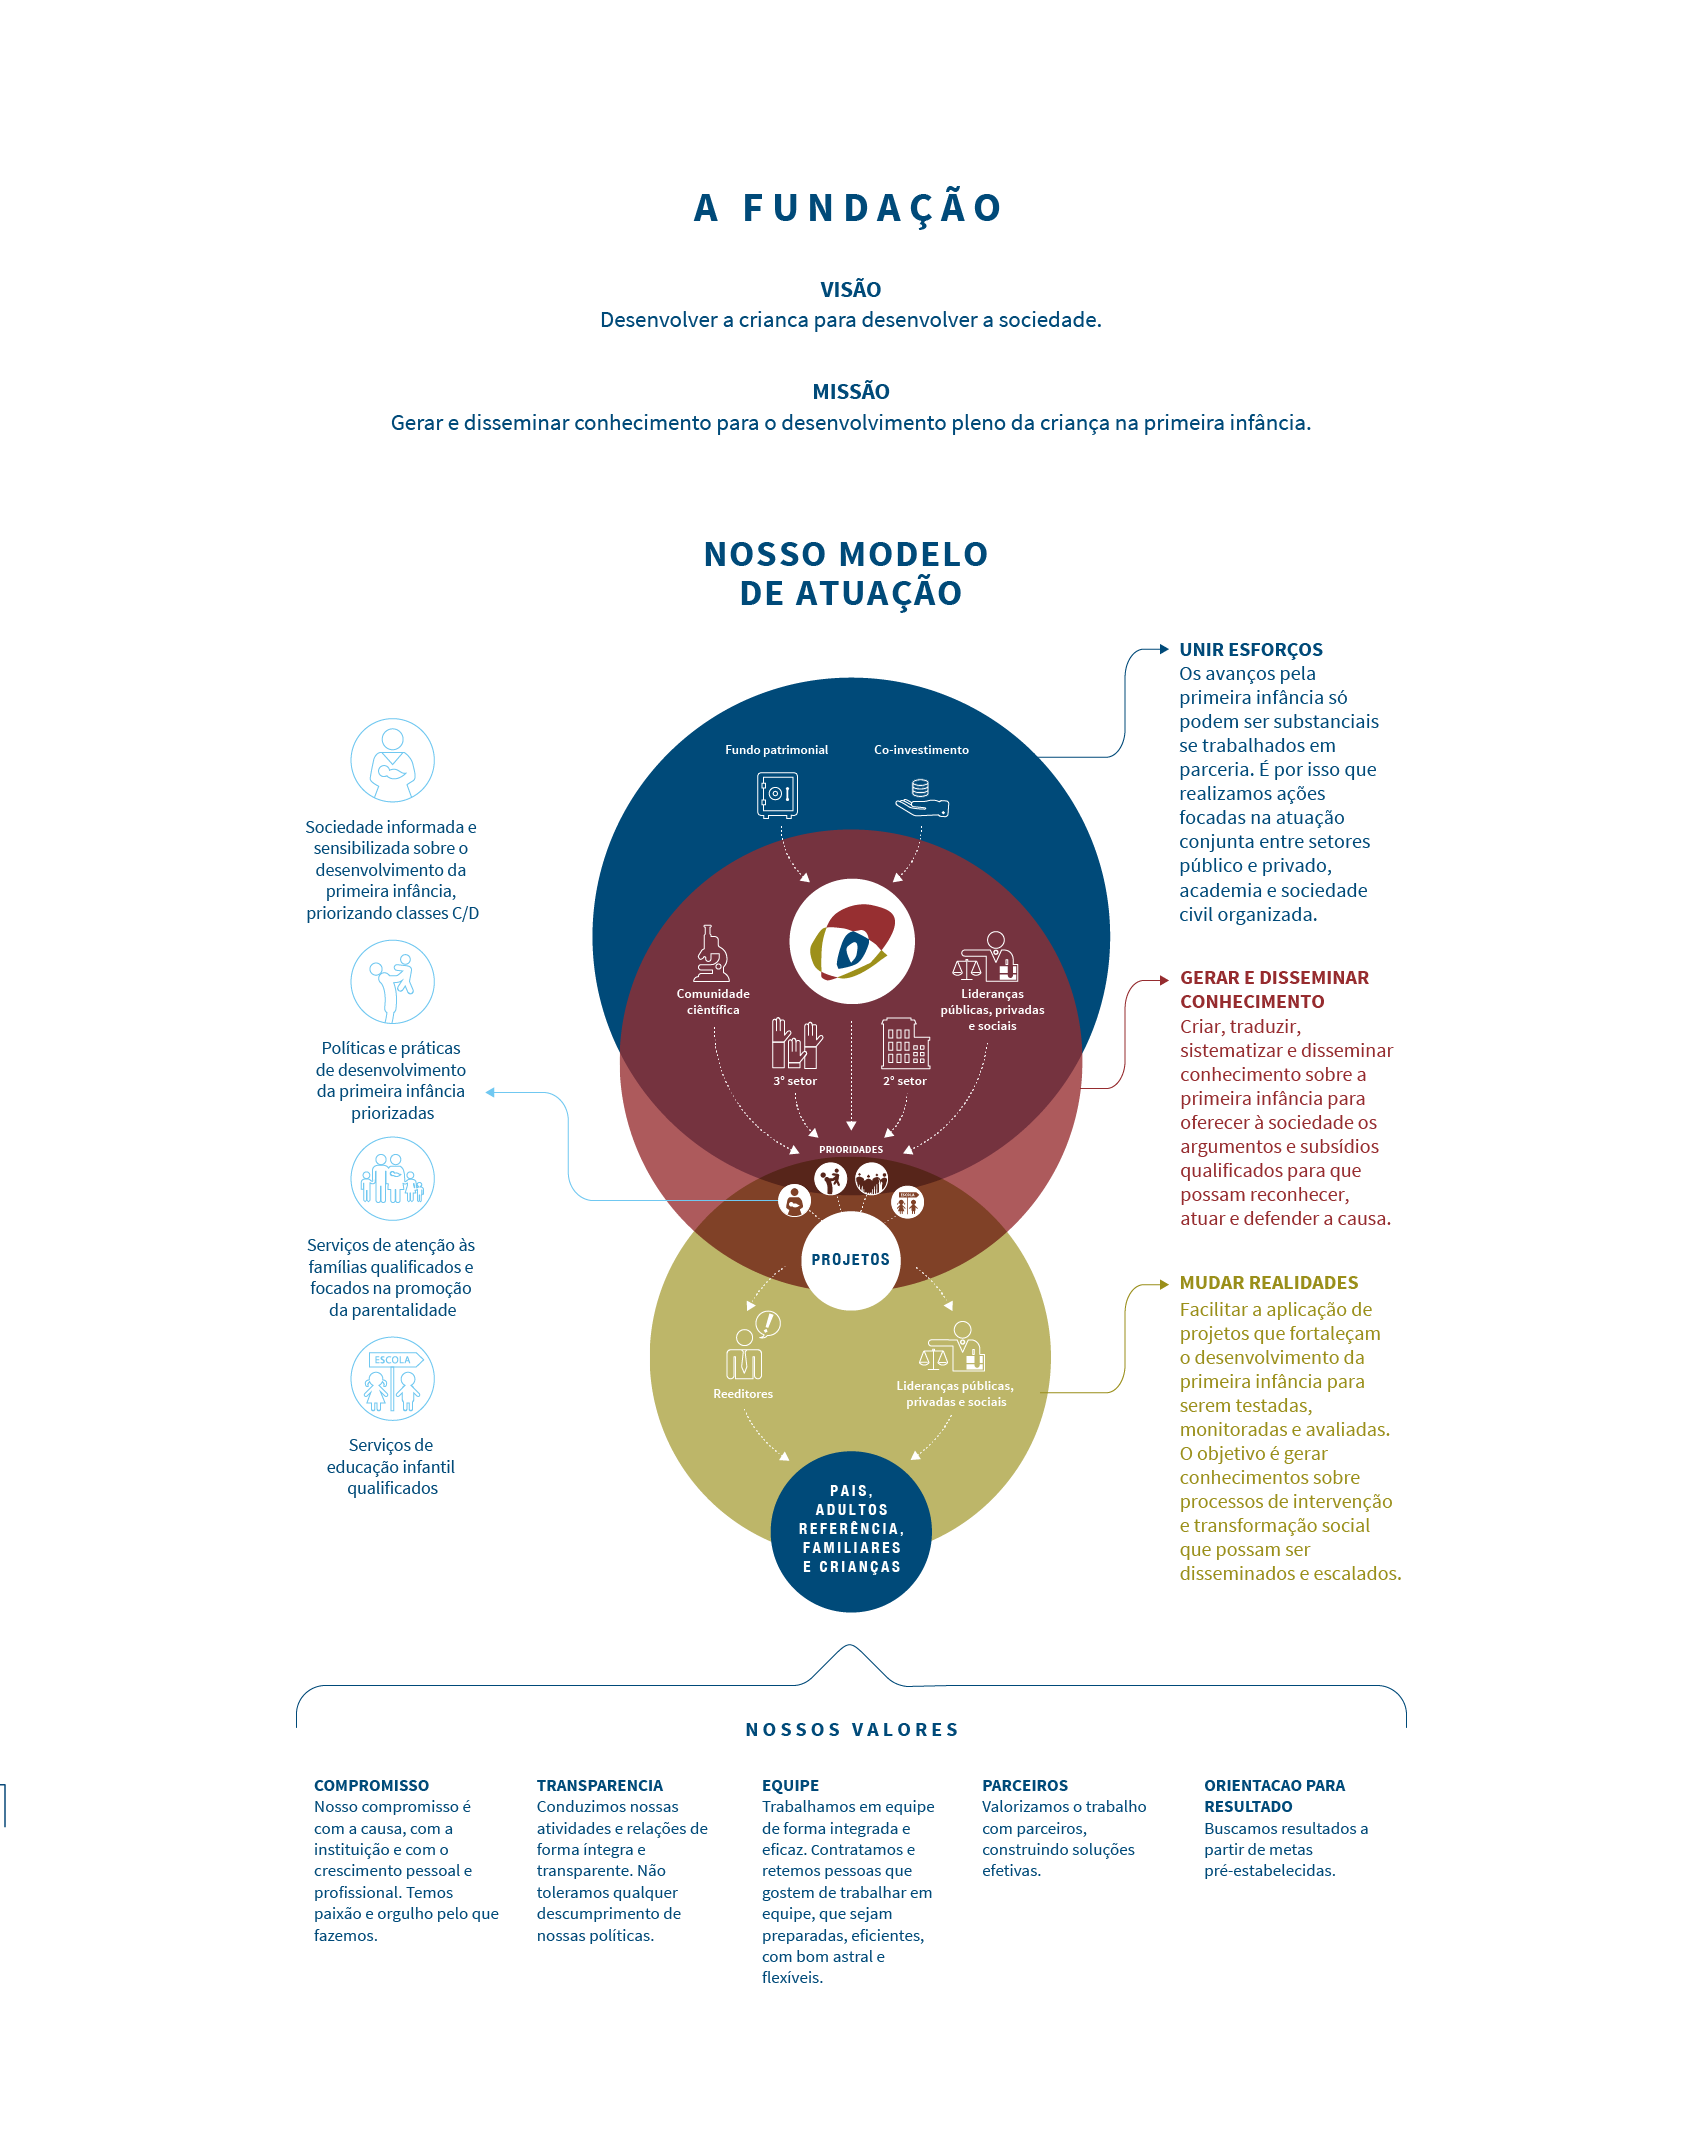 A FUNDAÇÃO
VISÃO
Desenvolver a crianca para desenvolver a sociedade.
MISSÃO
Gerar e disseminar conhecimento para o desenvolvimento pleno da criança na primeira infância.
NOSSO MODELO
DE ATUAÇÃO
Sociedade informada e
sensibilizada sobre o
desenvolvimento da
primeira infância,
priorizando classes C/D
Políticas e práticas
de desenvolvimento
da primeira infância
priorizadas
Serviços de atenção às
famílias qualificados e
focados na promoção
da parentalidade
ESCOLA
Serviços de
educação infantil
qualificados
Fundo patrimonial
Co-investimento
Comunidade
ciêntífica
Lideranças
públicas, privadas
e sociais
3° setor
2° setor
PRIORIDADES
ESCOLA
PROJETOS
Reeditores
Lideranças públicas,
privadas e sociais
PAIS,
ADULTOS
REFERÊNCIA,
FAMILIARES
E CRIANÇAS
UNIR ESFORÇOS
Os avanços pela
primeira infância só
podem ser substanciais
se trabalhados em
parceria. É por isso que
realizamos ações
focadas na atuação
conjunta entre setores
público e privado,
academia e sociedade
civil organizada.
GERAR E DISSEMINAR
CONHECIMENTO
Criar, traduzir,
sistematizar e disseminar
conhecimento sobre a
primeira infância para
oferecer à sociedade os
argumentos e subsídios
qualificados para que
possam reconhecer,
atuar e defender a causa.
MUDAR REALIDADES
Facilitar a aplicação de
projetos que fortaleçam
o desenvolvimento da
primeira infância para
serem testadas,
monitoradas e avaliadas.
O objetivo é gerar
conhecimentos sobre
processos de intervenção
e transformação social
que possam ser
disseminados e escalados.
NOSSOS VALORES
COMPROMISSO
Nosso compromisso é
com a causa, com a
instituição e com o
crescimento pessoal e
profissional. Temos
paixão e orgulho pelo que
fazemos.
TRANSPARENCIA
Conduzimos nossas
atividades e relações de
forma íntegra e
transparente. Não
toleramos qualquer
descumprimento de
nossas políticas.
EQUIPE
Trabalhamos em equipe
de forma integrada e
eficaz. Contratamos e
retemos pessoas que
gostem de trabalhar em
equipe, que sejam
preparadas, eficientes,
com bom astral e
flexíveis.
PARCEIROS
Valorizamos o trabalho
com parceiros,
construindo soluções
efetivas.
ORIENTACAO PARA
RESULTADO
Buscamos resultados a
partir de metas
pré-estabelecidas.